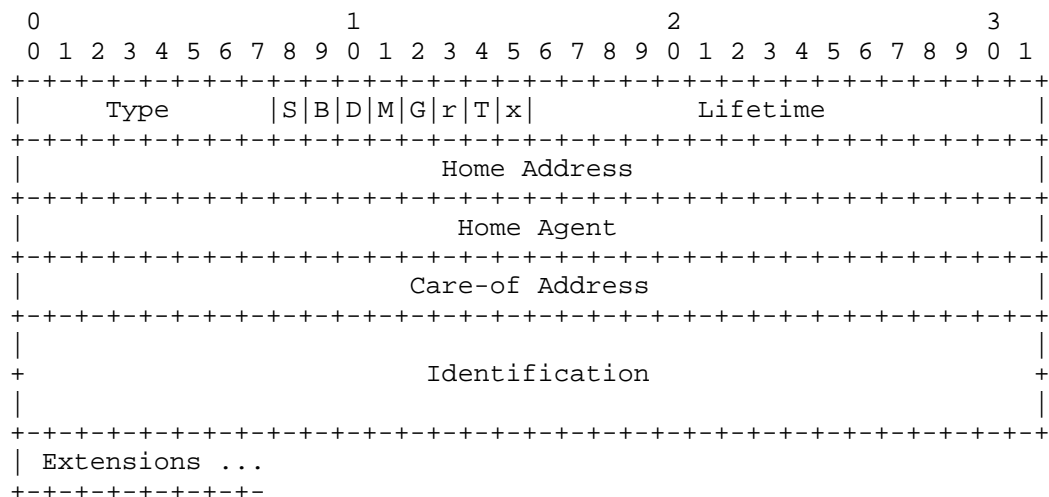 0                   1                   2                   3
 0 1 2 3 4 5 6 7 8 9 0 1 2 3 4 5 6 7 8 9 0 1 2 3 4 5 6 7 8 9 0 1
+-+-+-+-+-+-+-+-+-+-+-+-+-+-+-+-+-+-+-+-+-+-+-+-+-+-+-+-+-+-+-+-+
|     Type      |S|B|D|M|G|r|T|x|          Lifetime             |
+-+-+-+-+-+-+-+-+-+-+-+-+-+-+-+-+-+-+-+-+-+-+-+-+-+-+-+-+-+-+-+-+
|                          Home Address                         |
+-+-+-+-+-+-+-+-+-+-+-+-+-+-+-+-+-+-+-+-+-+-+-+-+-+-+-+-+-+-+-+-+
|                           Home Agent                          |
+-+-+-+-+-+-+-+-+-+-+-+-+-+-+-+-+-+-+-+-+-+-+-+-+-+-+-+-+-+-+-+-+
|                        Care-of Address                        |
+-+-+-+-+-+-+-+-+-+-+-+-+-+-+-+-+-+-+-+-+-+-+-+-+-+-+-+-+-+-+-+-+
|                                                               |
+                         Identification                        +
|                                                               |
+-+-+-+-+-+-+-+-+-+-+-+-+-+-+-+-+-+-+-+-+-+-+-+-+-+-+-+-+-+-+-+-+
| Extensions ...
+-+-+-+-+-+-+-+-